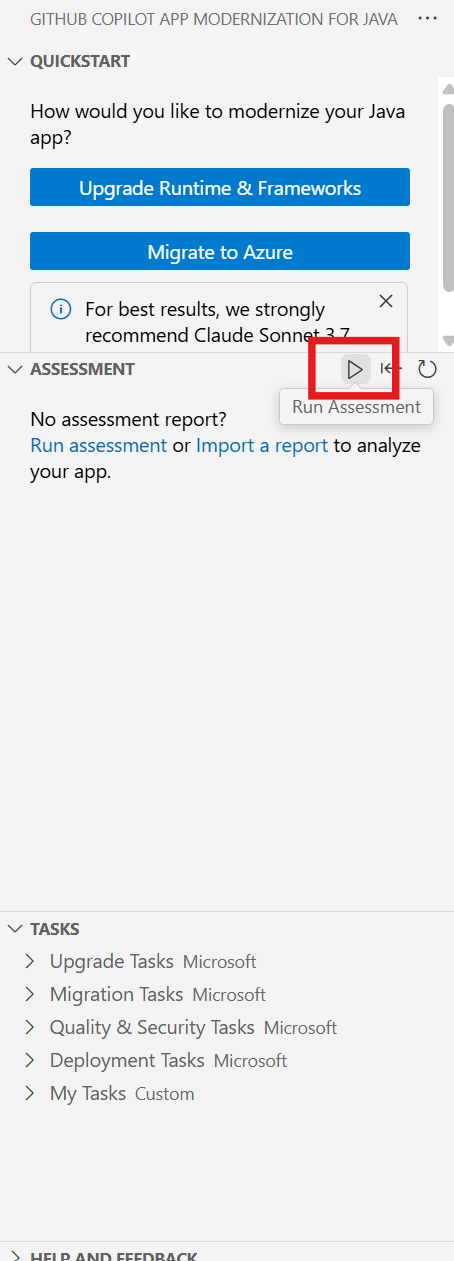 GITHUB COPILOT APP MODERNIZATION FOR JAVA
QUICKSTART
How would you like to modernize your Java
app?
Upgrade Runtime & Frameworks
Migrate to Azure
For best results, we strongly
recommend Claude Sonnet 3.7
ASSESSMENT
Run Assessment
No assessment report?
Run assessment or Import a report to analyze
your app.
TASKS
Upgrade Tasks Microsoft
Migration Tasks Microsoft
Quality & Security Tasks Microsoft
Deployment Tasks Microsoft
My Tasks Custom
HELP AND FEEDBACK